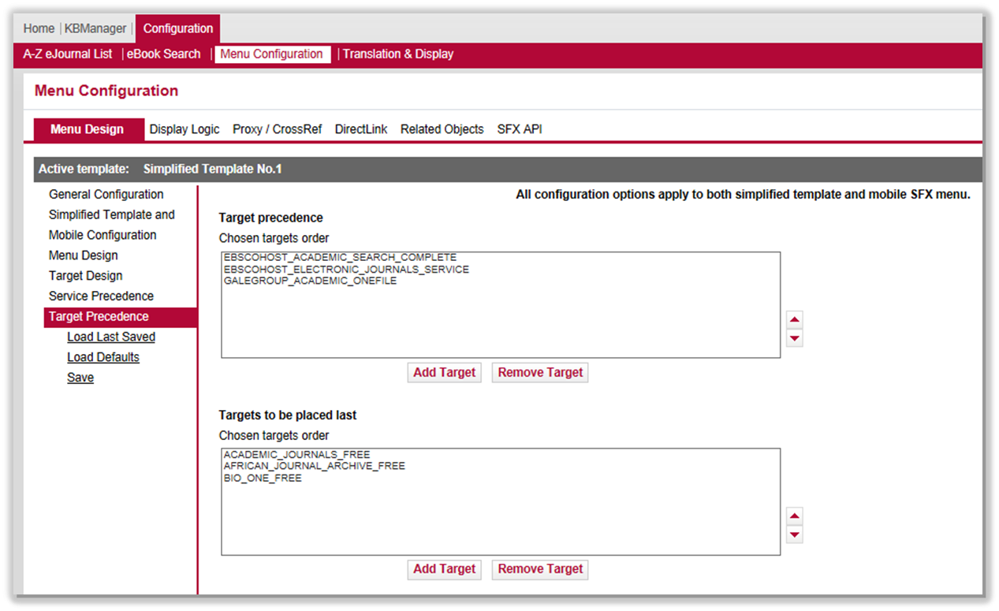 Home | KBManager | Configuration
A-Z eJournal List | eBook Search | Menu Configuration | Translation & Display
Menu Configuration
Menu Design Display Logic Proxy / CrossRef DirectLink Related Objects SFX API
Active template: Simplified Template No.1
General Configuration
Simplified Template and
Mobile Configuration
Menu Design
Target Design
Service Precedence
Target Precedence
Load Last Saved
Load Defaults
Save
All configuration options apply to both simplified template and mobile SFX menu.
Target precedence
Chosen targets order
EBSCOHOST_ACADEMIC_SEARCH_COMPLETE
EBSCOHOST_ELECTRONIC_JOURNALS_SERVICE
GALEGROUP_ACADEMIC_ONEFILE
Add Target Remove Target
Targets to be placed last
Chosen targets order
ACADEMIC_JOURNALS_FREE
AFRICAN_JOURNAL_ARCHIVE_FREE
BIO_ONE_FREE
Add Target Remove Target